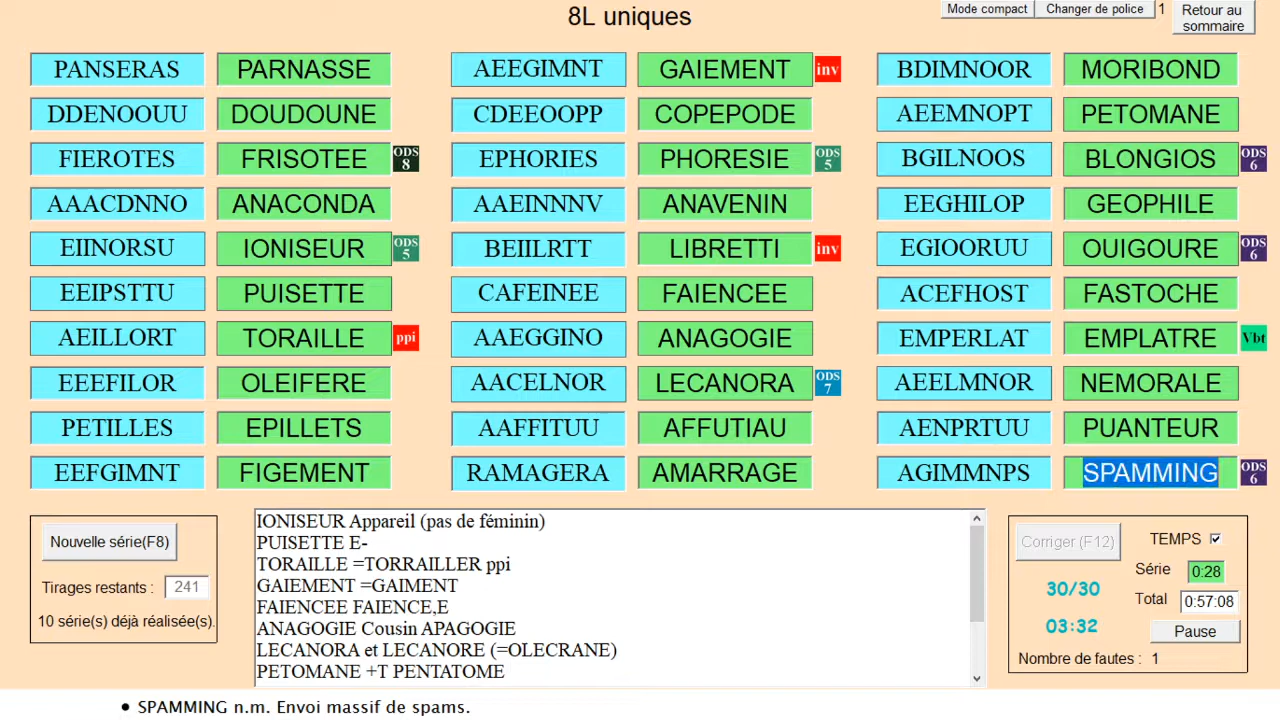 8L uniques
Mode compact
Changer de police
1
Retour au
sommaire
PANSERAS PARNASSE
DDENOOUU DOUDOUNE
FIEROTES FRISOTEE ODS 8
AAACDNNO ANACONDA
EIINORSU IONISEUR ODS 5
EEIPSTTU PUISETTE
AEILLORT TORAILLE ppi
EEEFILOR OLEIFERE
PETILLES EPILLETS
EEFGIMNT FIGEMENT
AEEGIMNT GAIEMENT inv
CDEEOOPP COPEPODE
EPHORIES PHORESIE ODS 5
AAEINNNV ANAVENIN
BEIILRTT LIBRETTI inv
CAFEINEE FAIENCEE
AAEGGINO ANAGOGIE
AACELNOR LECANORA ODS 7
AAFFITUU AFFUTIAU
RAMAGERA AMARRAGE
BDIMNOOR MORIBOND
AEEMNOPT PETOMANE
BGILNOOS BLONGIOS ODS 6
EEGHILOP GEOPHILE
EGIOORUU OUIGOURE ODS 6
ACEFHOST FASTOCHE
EMPERLAT EMPLATRE Vbt
AEELMNOR NEMORALE
AENPRTUU PUANTEUR
AGIMMNPS SPAMMING ODS 6
Nouvelle série(F8)
Tirages restants : 241
10 série(s) déjà réalisée(s).
IONISEUR Appareil (pas de féminin)
PUISETTE E-
TORAILLE =TORRAILLER ppi
GAIEMENT =GAIMENT
FAIENCEE FAIENCE,E
ANAGOGIE Cousin APAGOGIE
LECANORA et LECANORE (=OLECRANE)
PETOMANE +T PENTATOME
Corriger (F12)
TEMPS
Série 0:28
30/30
Total 0:57:08
03:32
Pause
Nombre de fautes : 1
• SPAMMING n.m. Envoi massif de spams.